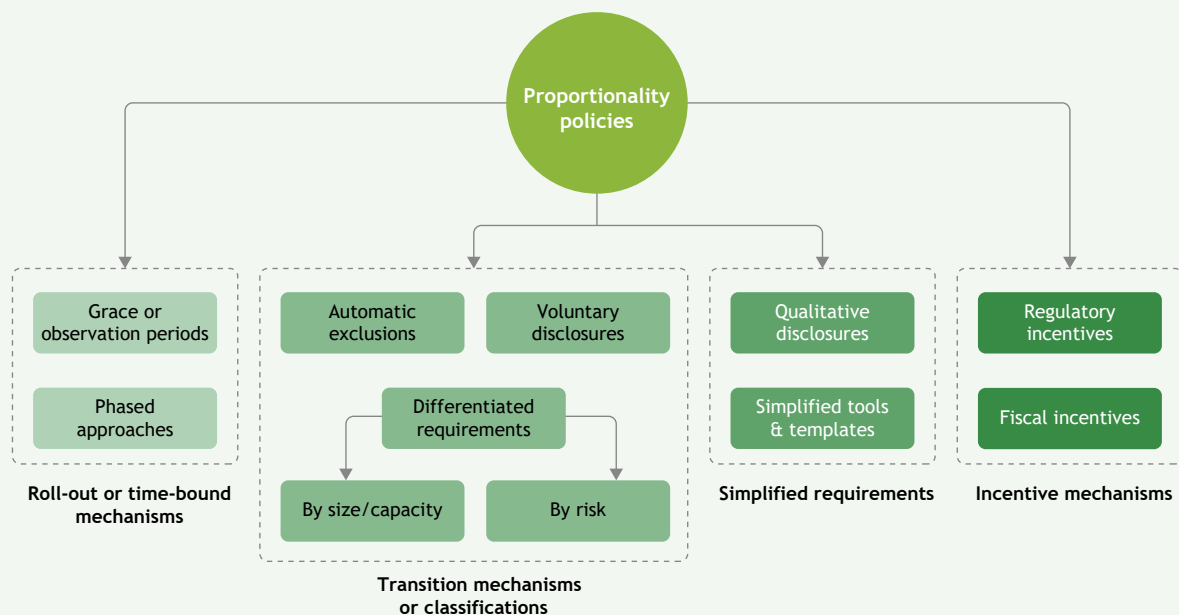 Proportionality
policies
Grace or
observation periods
Phased
approaches
Roll-out or time-bound
mechanisms
Automatic
exclusions
Voluntary
disclosures
Differentiated
requirements
By size/capacity
By risk
Transition mechanisms
or classifications
Qualitative
disclosures
Simplified tools
& templates
Simplified requirements
Regulatory
incentives
Fiscal incentives
Incentive mechanisms